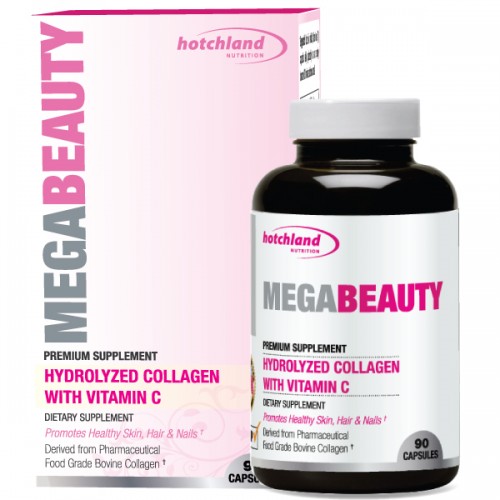 MEGABEAUTY
hotchland
NUTRITION
PREMIUM SUPPLEMENT
HYDROLYZED COLLAGEN
WITH VITAMIN C
DIETARY SUPPLEMENT
Promotes Healthy Skin, Hair & Nails †
Derived from Pharmaceutical
Food Grade Bovine Collagen †
9
hotchland
NUTRITION
MEGABEAUTY
PREMIUM SUPPLEMENT
HYDROLYZED COLLAGEN
WITH VITAMIN C
DIETARY SUPPLEMENT
Promotes Healthy Skin, Hair & Nails †
Derived from Pharmaceutical
Food Grade Bovine Collagen †
90
CAPSULES